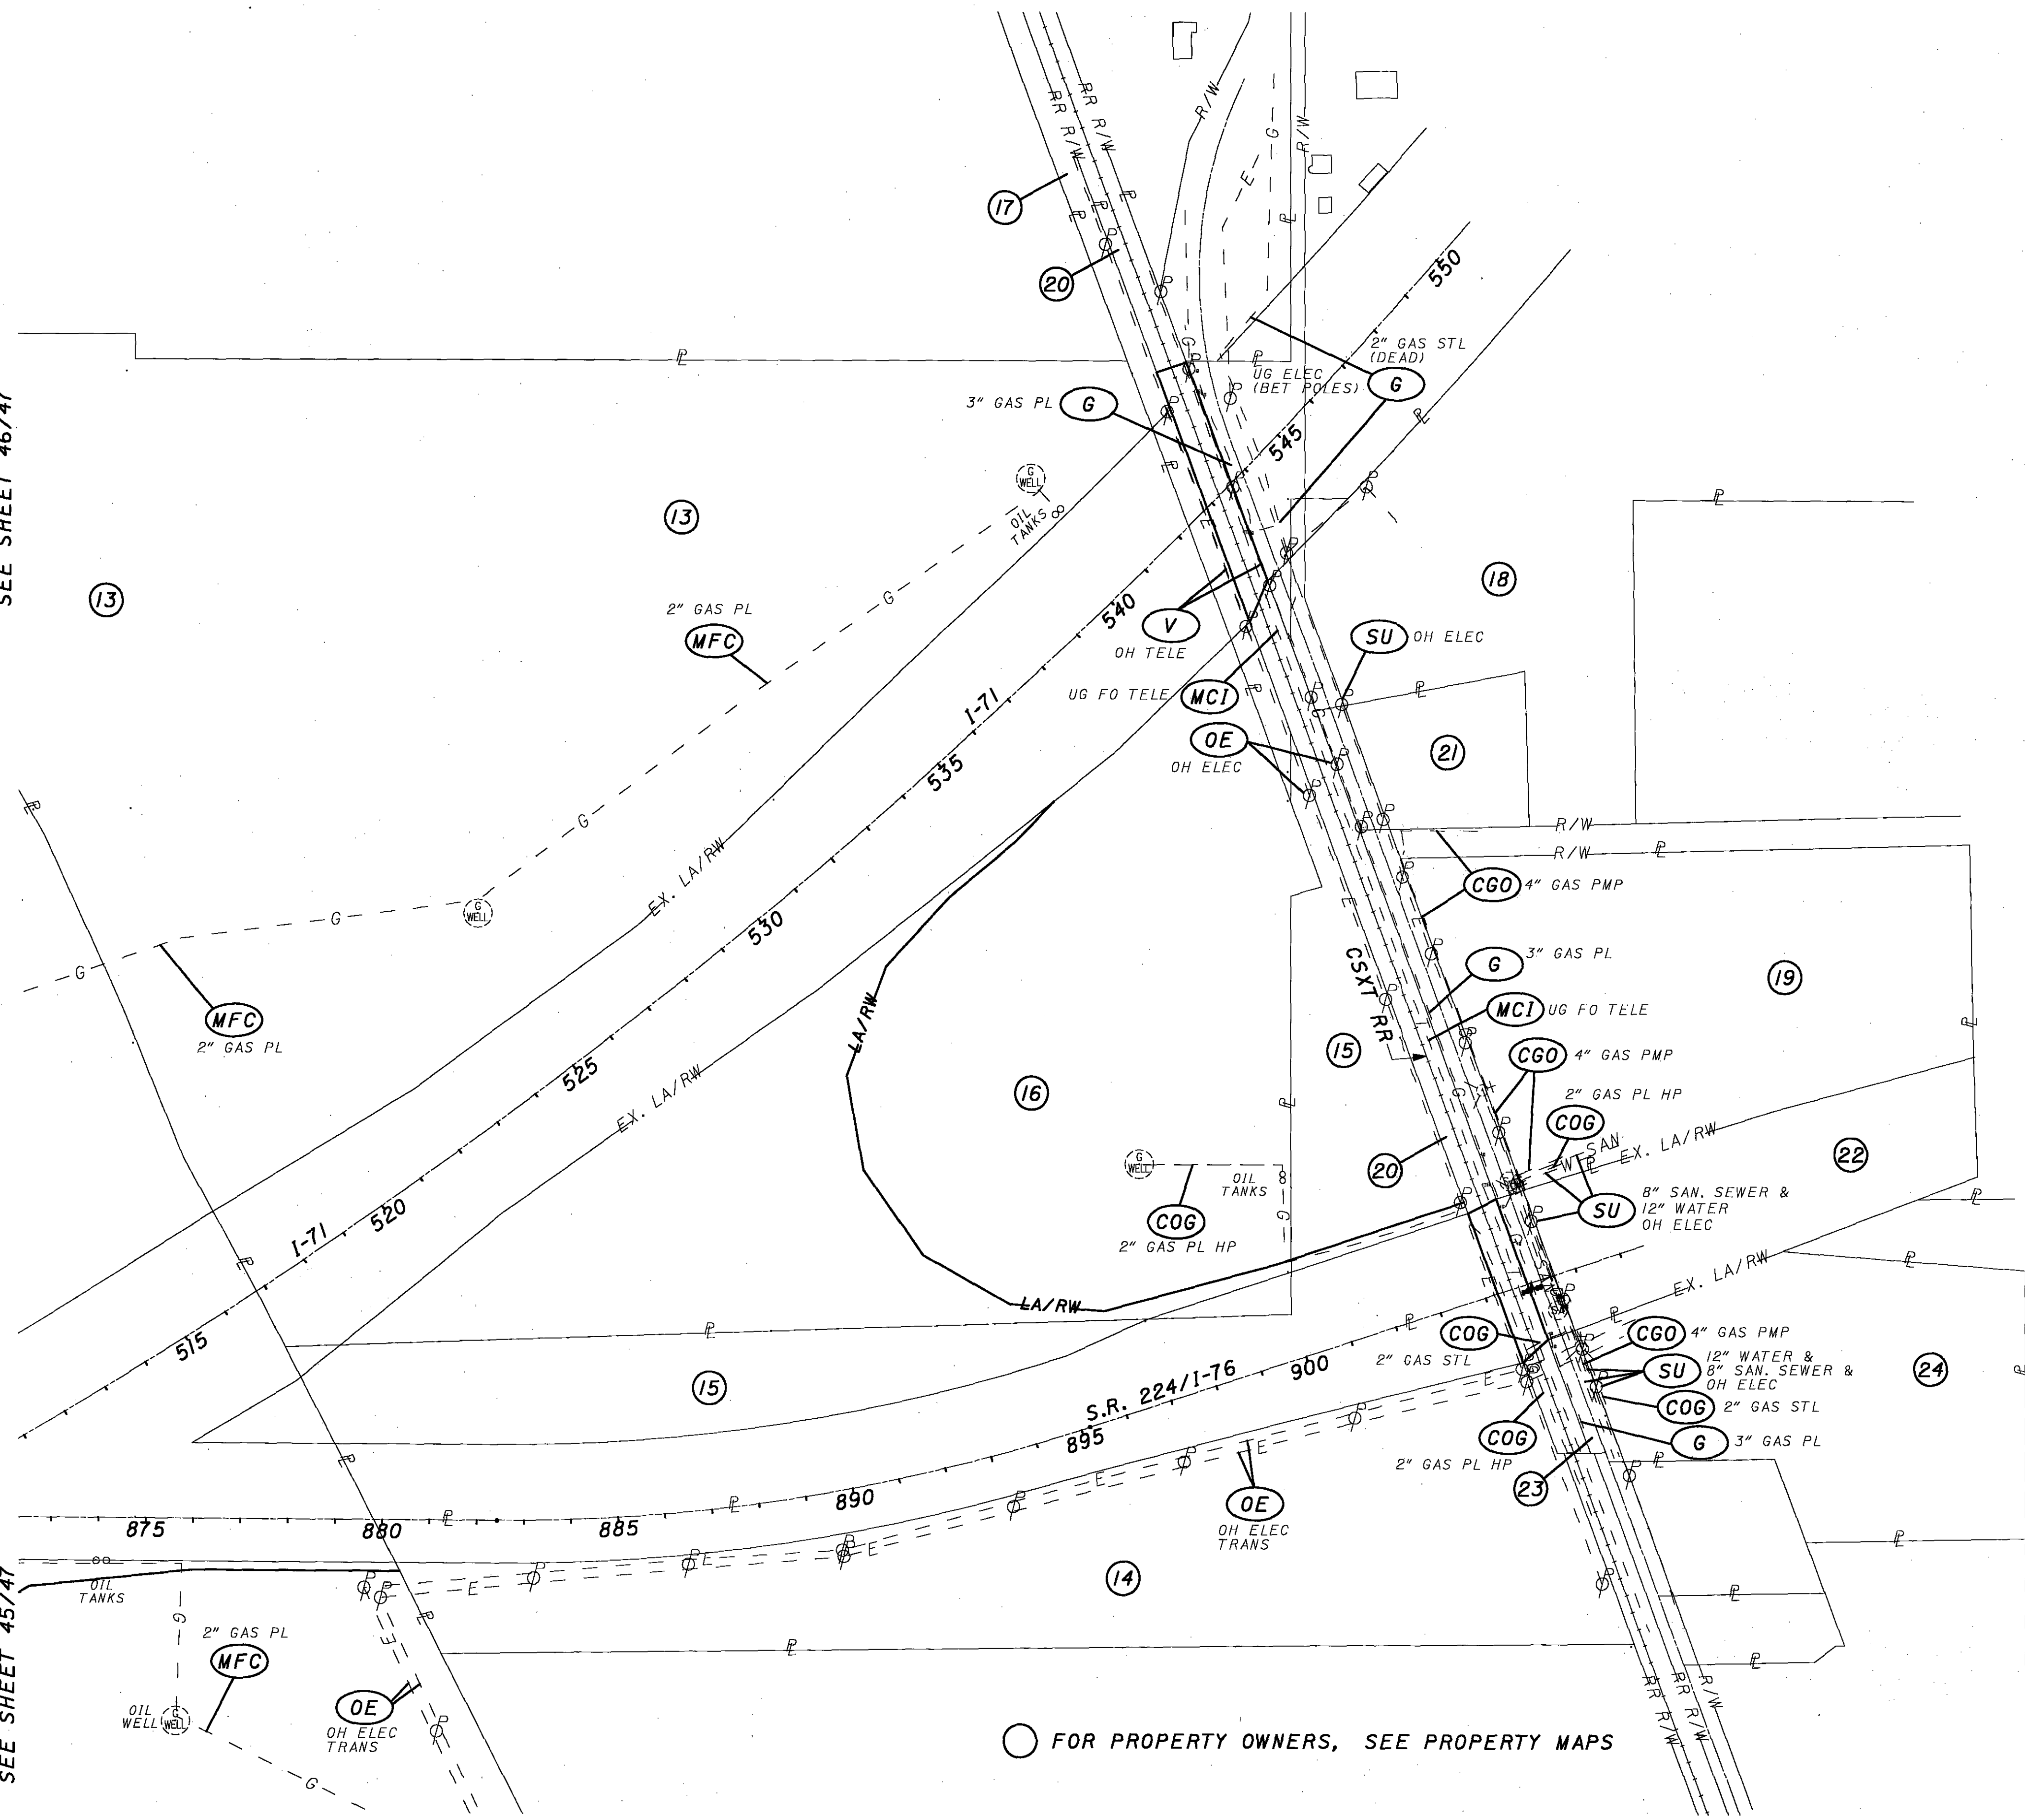 RR R/W
RR R/W
R/W
G
R/W
E
17
20
550
2" GAS STL
(DEAD)
G
UG ELEC
(BET POLES)
3" GAS PL
G
545
SEE SHEET 46/47
G
WELL
OIL
TANKS
13
13
G
18
2" GAS PL
MFC
540
V
OH TELE
SU
OH ELEC
UG FO TELE
MCI
I-71
OE
OH ELEC
21
535
G
R/W
R/W
EX. LA/RW
CGO
4" GAS PMP
G
WELL
G
530
G
CSXT RR
G
3" GAS PL
19
MFC
2" GAS PL
LA/RW
MCI
UG FO TELE
15
CGO
4" GAS PMP
525
EX. LA/RW
16
2" GAS PL HP
COG
SAN
W
EX. LA/RW
22
G
WELL
OIL
TANKS
20
COG
2" GAS PL HP
G
SU
8" SAN. SEWER &
12" WATER
OH ELEC
I-71
520
EX. LA/RW
LA/RW
515
COG
2" GAS STL
CGO
4" GAS PMP
SU
12" WATER &
8" SAN. SEWER &
OH ELEC
24
15
S.R. 224/I-76
900
E
COG
2" GAS STL
895
COG
2" GAS PL HP
G
3" GAS PL
E
E
23
890
OE
OH ELEC
TRANS
875
880
885
E
E
E
14
OIL
TANKS
SEE SHEET 45/47
G
E
2" GAS PL
MFC
OIL
WELL
G
WELL
OE
OH ELEC
TRANS
RR R/W
RR R/W
R/W
FOR PROPERTY OWNERS, SEE PROPERTY MAPS
G